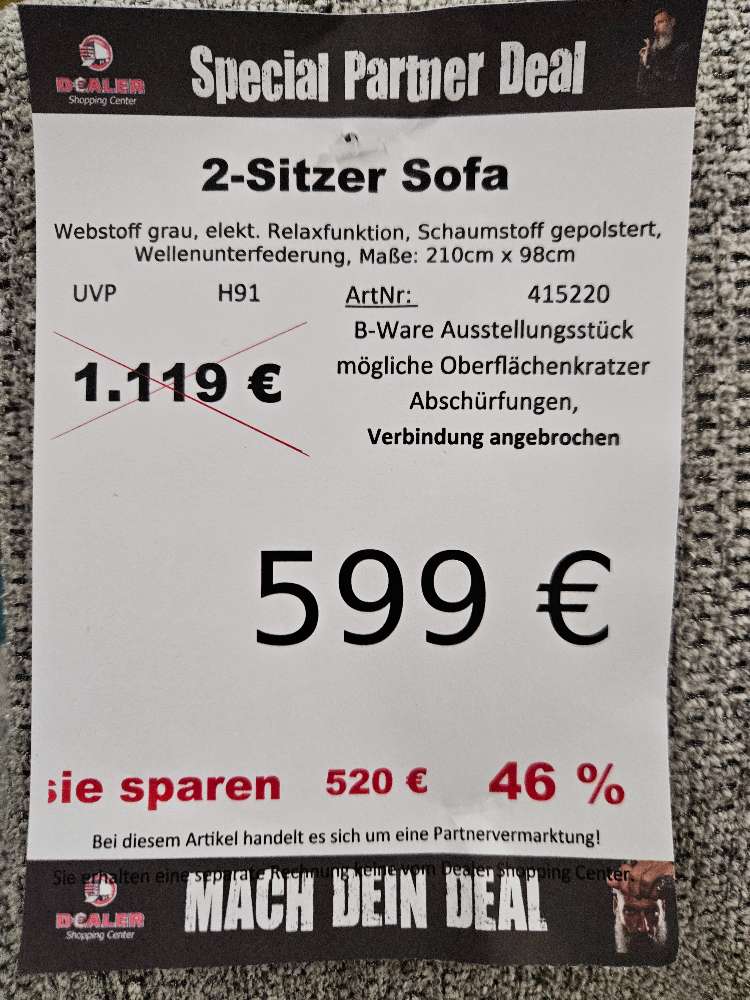 DEALER
Shopping Center
Special Partner Deal
2-Sitzer Sofa
Webstoff grau, elekt. Relaxfunktion, Schaumstoff gepolstert,
Wellenunterfederung, Maße: 210cm x 98cm
UVP H91 ArtNr: 415220
B-Ware Ausstellungsstück
1.119 € mögliche Oberflächenkratzer
Abschürfungen,
Verbindung angebrochen
599 €
sie sparen 520 € 46 %
Bei diesem Artikel handelt es sich um eine Partnervermarktung!
Sie erhalten eine separate Rechnung keine vom Dealer Shopping Center.
DEALER
Shopping Center
MACH DEIN DEAL